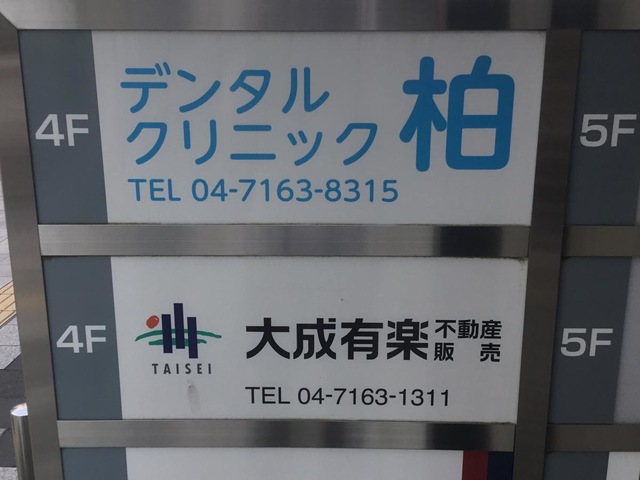 4F
デンタル
クリニック 柏
TEL 04-7163-8315
5F
4F
TAISEI
大成有楽不動産販売
TEL 04-7163-1311
5F